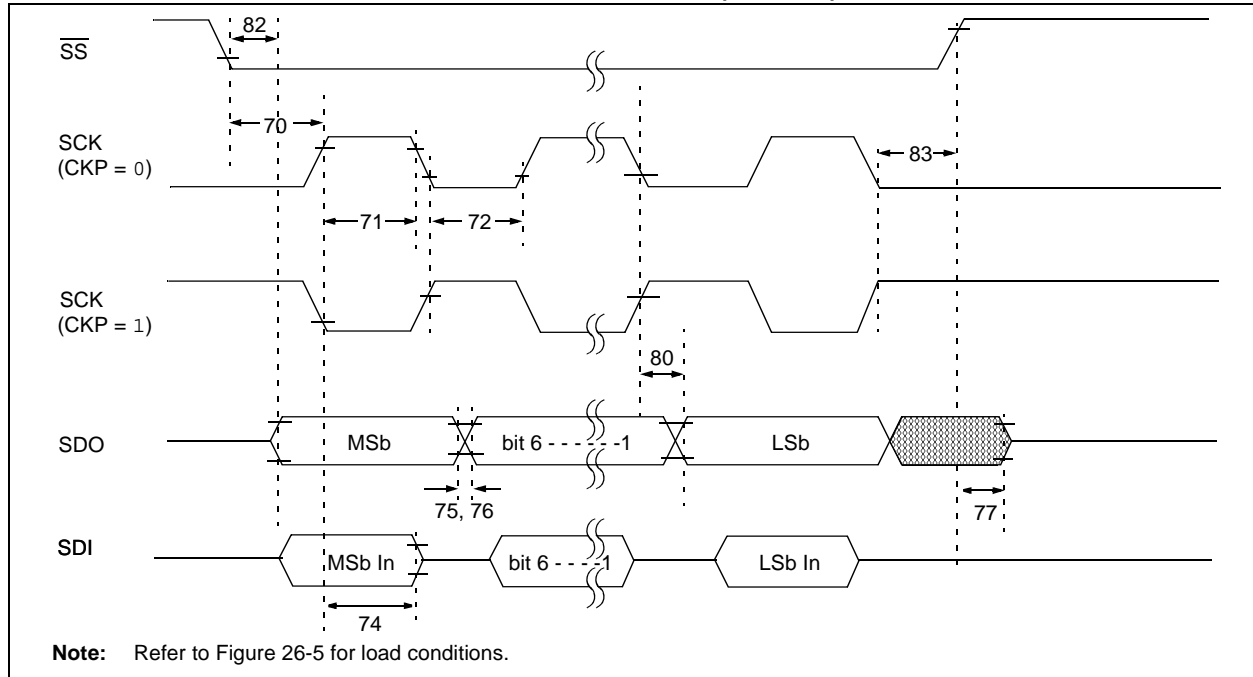 82
SS
70
SCK
(CKP = 0)
83
71
72
SCK
(CKP = 1)
80
SDO
MSb
bit 6 - - - - - -1
LSb
75, 76
77
SDI
MSb In
bit 6 - - - -1
LSb In
74
Note: Refer to Figure 26-5 for load conditions.